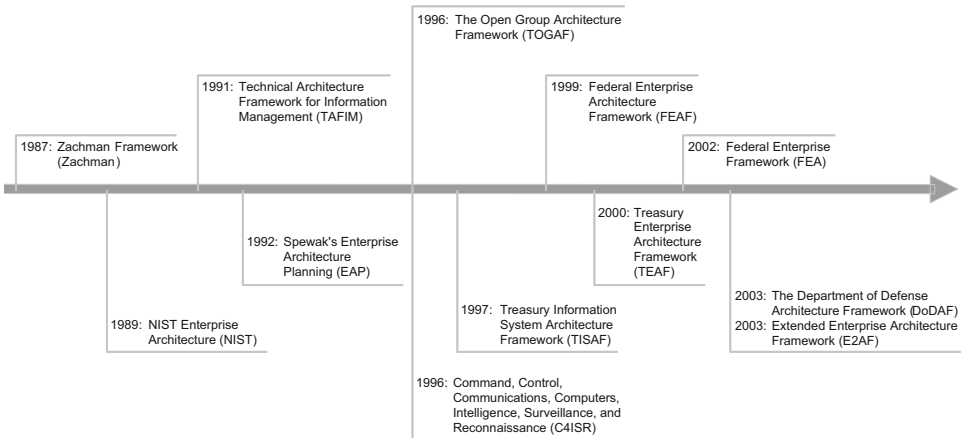 1996: The Open Group Architecture
Framework (TOGAF)
1991: Technical Architecture
Framework for Information
Management (TAFIM)
1999: Federal Enterprise
Architecture
Framework (FEAF)
1987: Zachman Framework
(Zachman)
2002: Federal Enterprise
Framework (FEA)
1992: Spewak's Enterprise
Architecture
Planning (EAP)
2000: Treasury
Enterprise
Architecture
Framework
(TEAF)
1989: NIST Enterprise
Architecture (NIST)
1997: Treasury Information
System Architecture
Framework (TISAF)
2003: The Department of Defense
Architecture Framework (DoDAF)
2003: Extended Enterprise Architecture
Framework (E2AF)
1996: Command, Control,
Communications, Computers,
Intelligence, Surveillance, and
Reconnaissance (C4ISR)